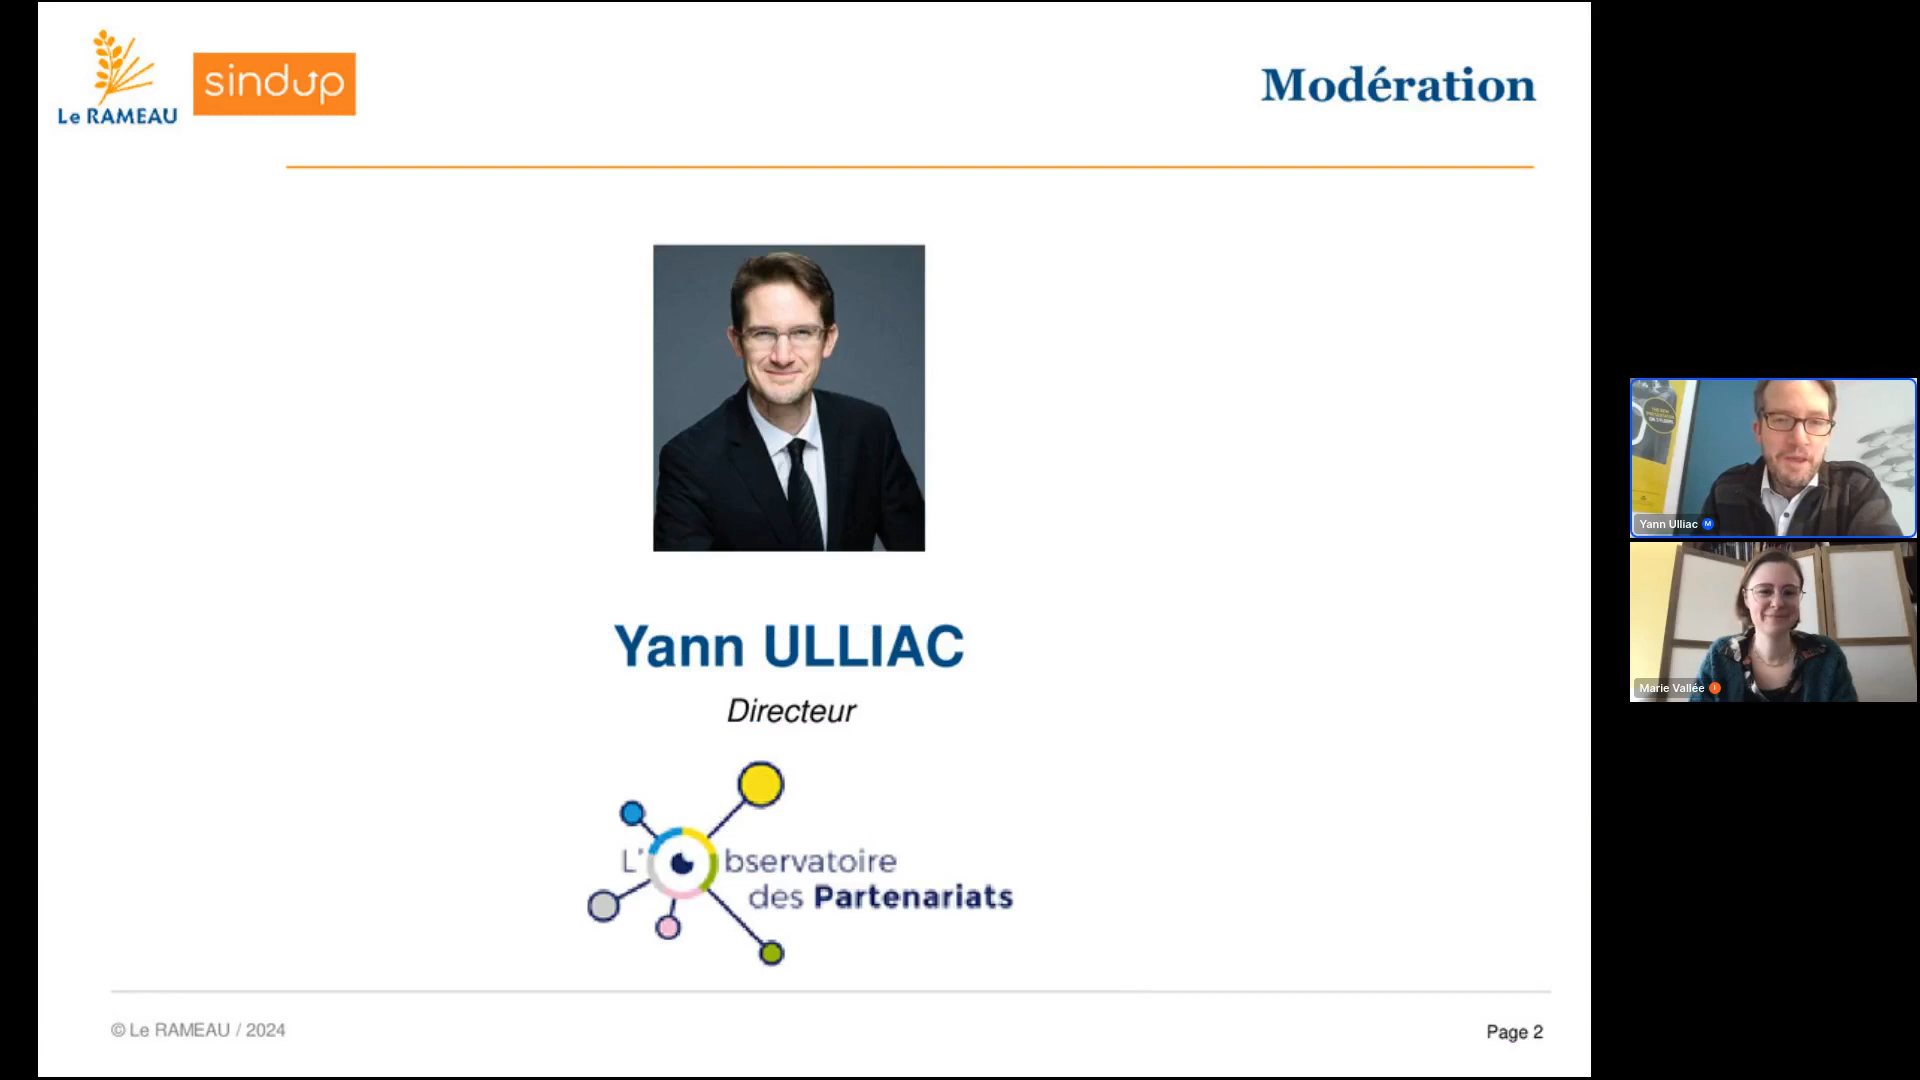 Le RAMEAU
sindup
Modération
Yann ULLIAC
Directeur
L'Observatoire
des Partenariats
© Le RAMEAU / 2024
Page 2
Yann Ulliac M
Marie Vallée